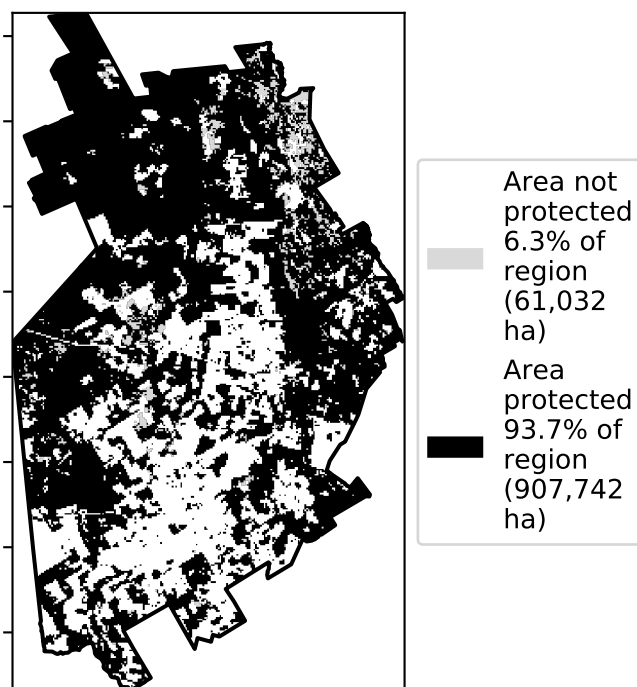 Area not
protected
6.3% of
region
(61,032
ha)
Area
protected
93.7% of
region
(907,742
ha)